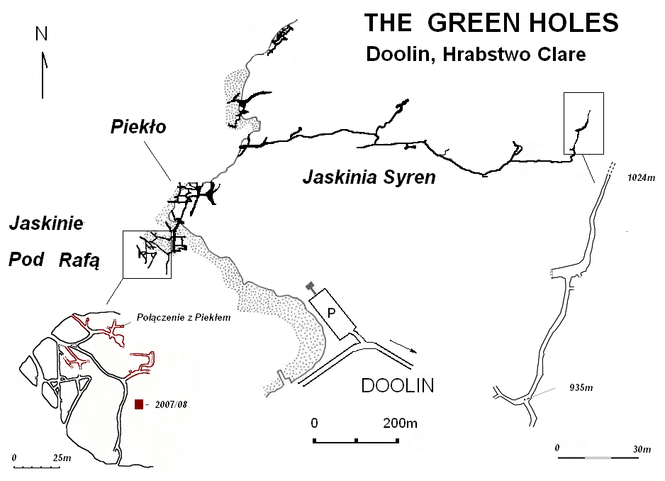 THE GREEN HOLES
Doolin, Hrabstwo Clare
N
Piekło
Jaskinia Syren
1024m
Jaskinie
Pod Rafą
Połączenie z Piekłem
P
DOOLIN
2007/08
935m
0 200m
0 25m
0 30m